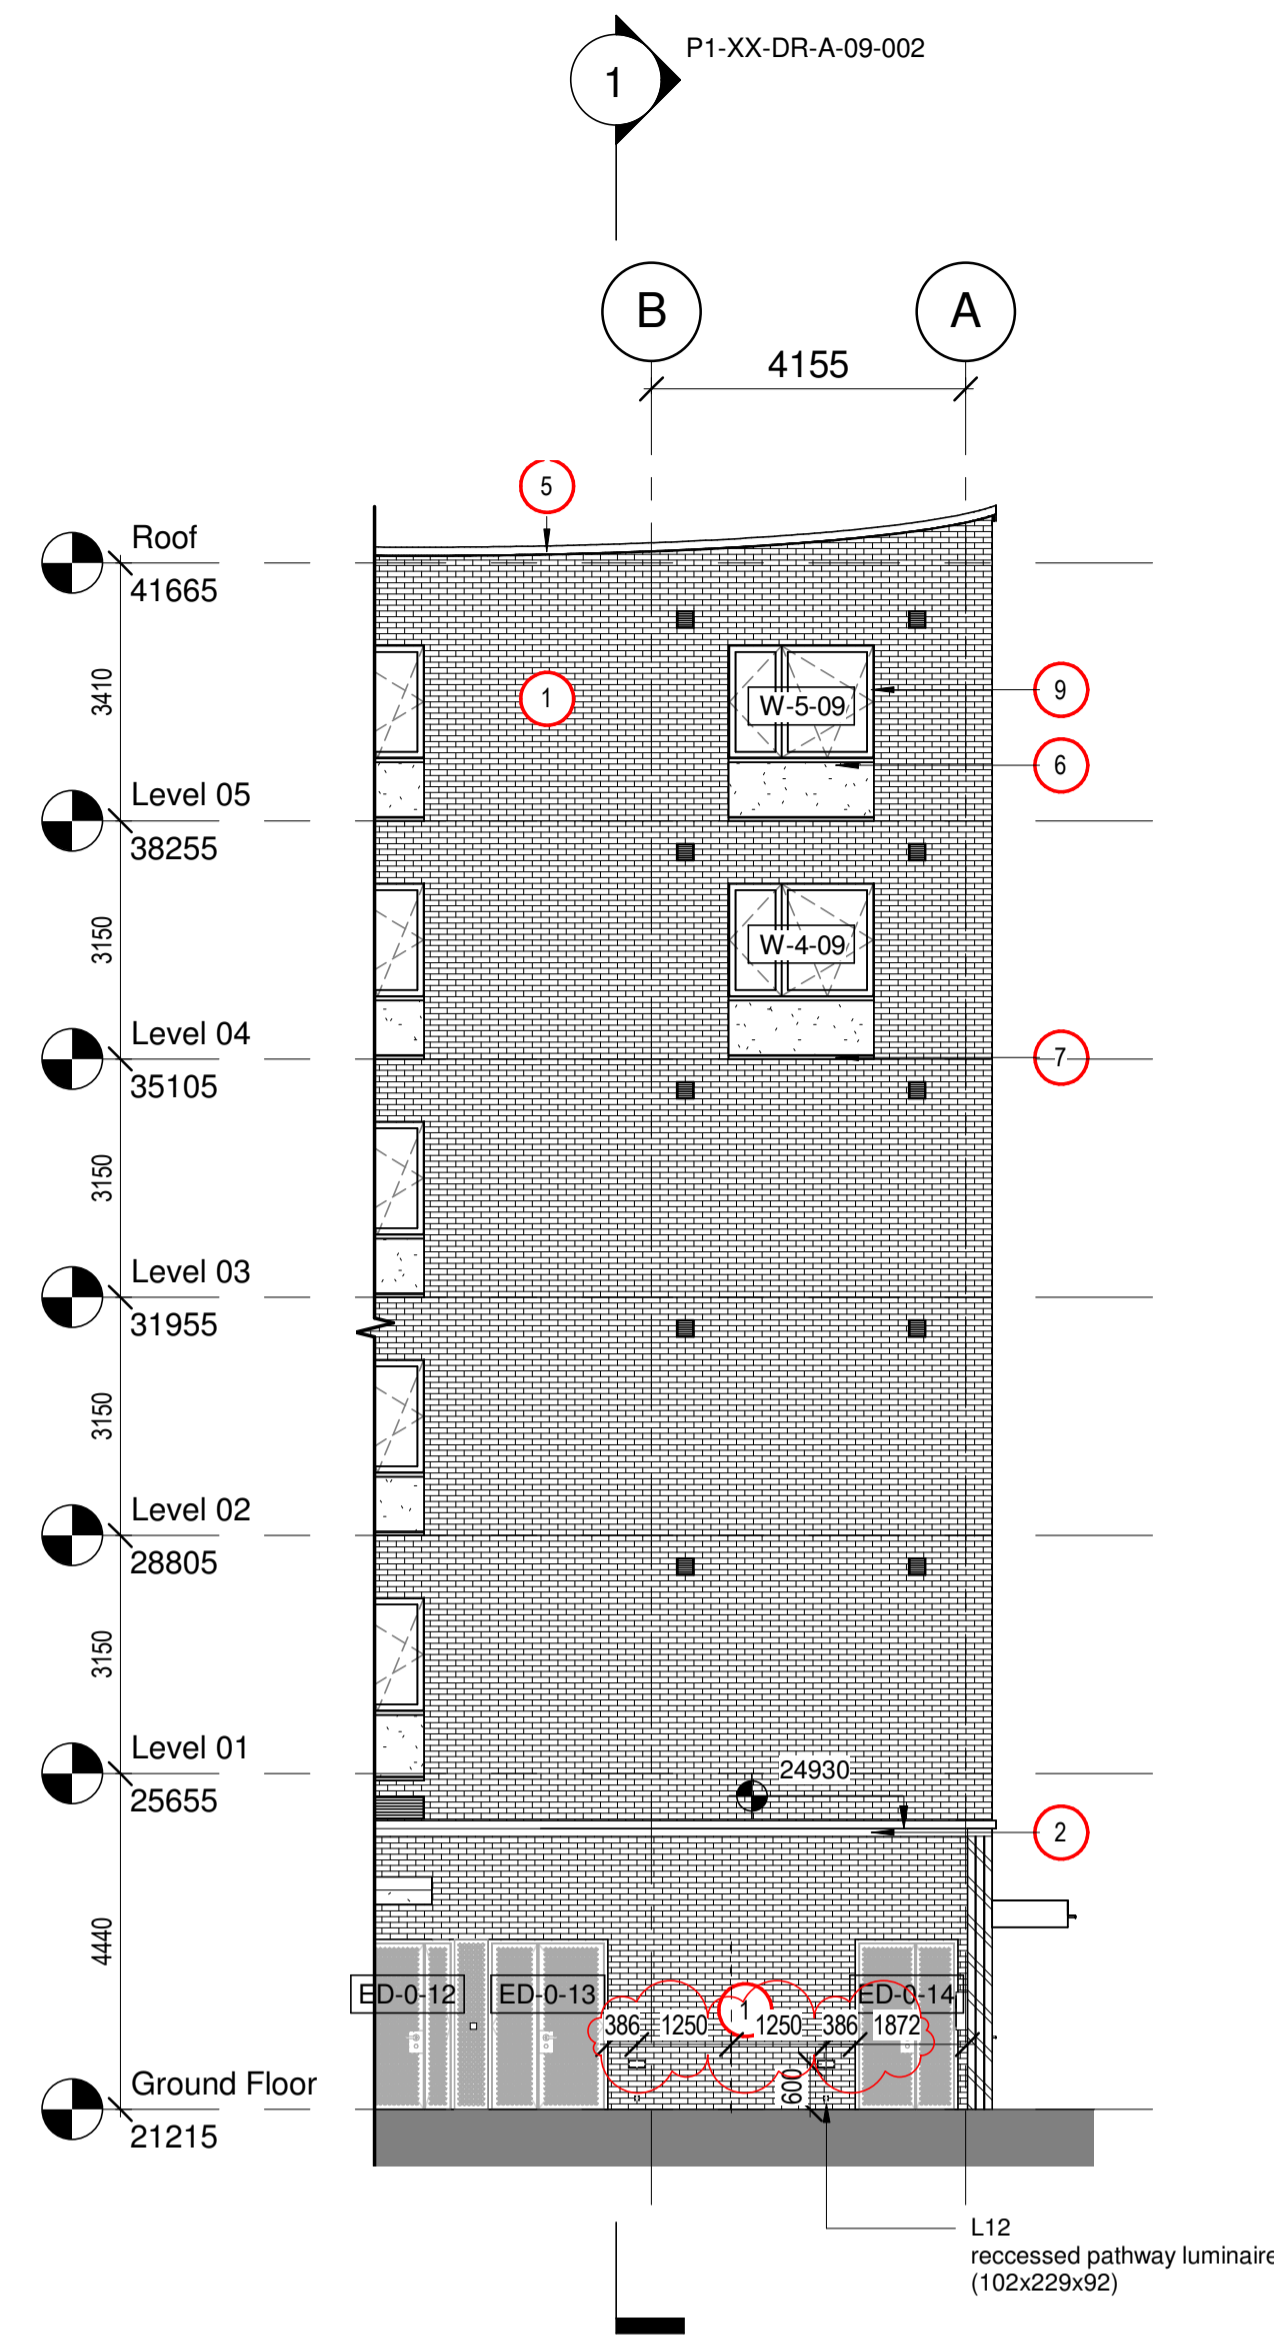 1
P1-XX-DR-A-09-002
B
A
4155
5
Roof
41665
3410
1
W-5-09
9
6
Level 05
38255
3150
W-4-09
Level 04
35105
7
3150
Level 03
31955
3150
Level 02
28805
3150
Level 01
25655
24930
2
4440
ED-0-12
ED-0-13
ED-0-14
1
386
1250
1250
386
1872
600
Ground Floor
21215
L12
reccessed pathway luminaire
(102x229x92)